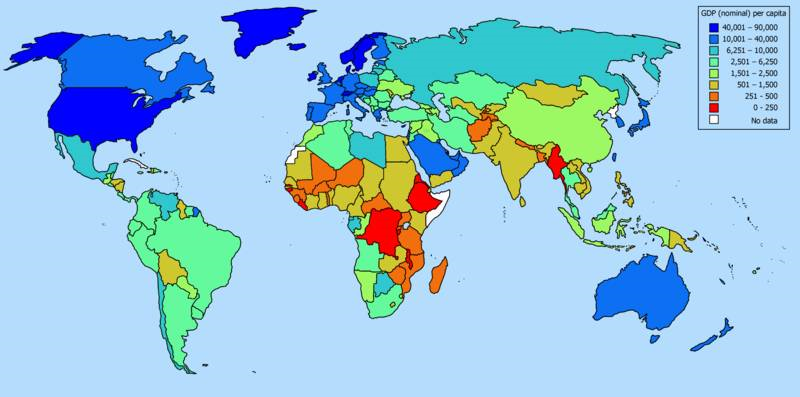 GDP (nominal) per capita
40,001 – 90,000
10,001 – 40,000
6,251 – 10,000
2,501 – 6,250
1,501 – 2,500
501 – 1,500
251 - 500
0 - 250
No data